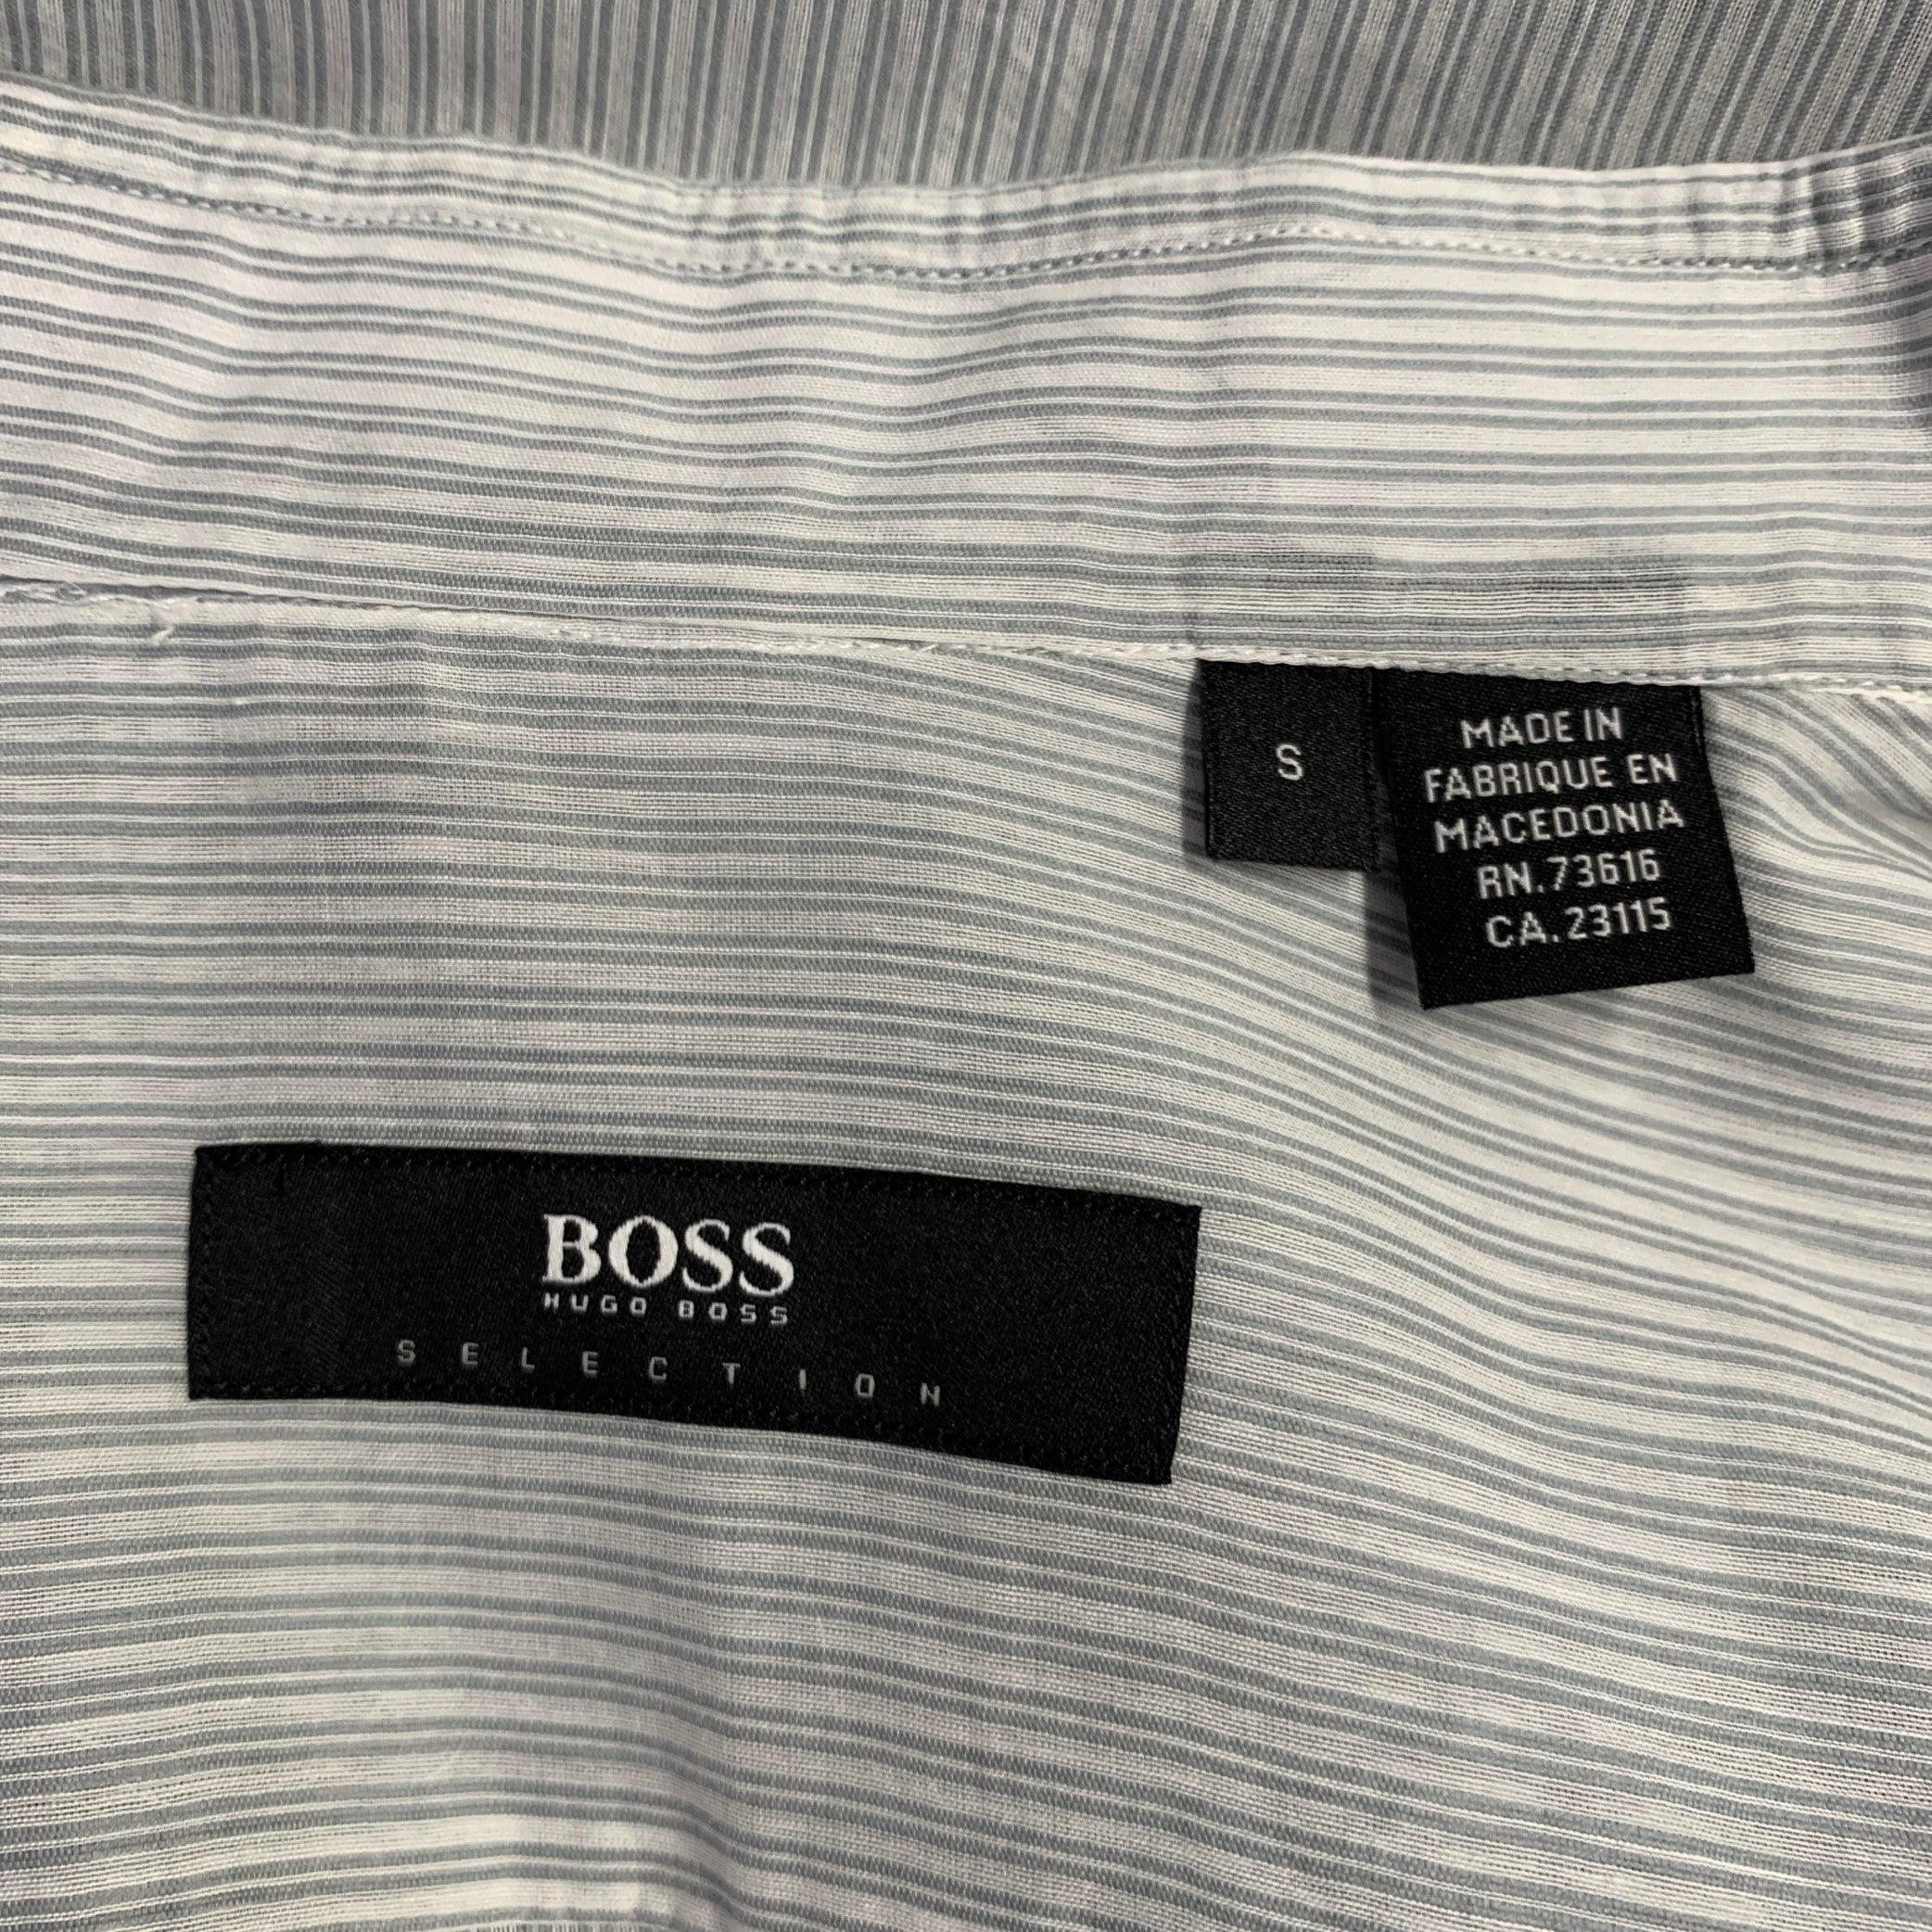 S
MADE IN
FABRIQUE EN
MACEDONIA
RN.73616
CA.23115
BOSS
HUGO BOSS
SELECTION